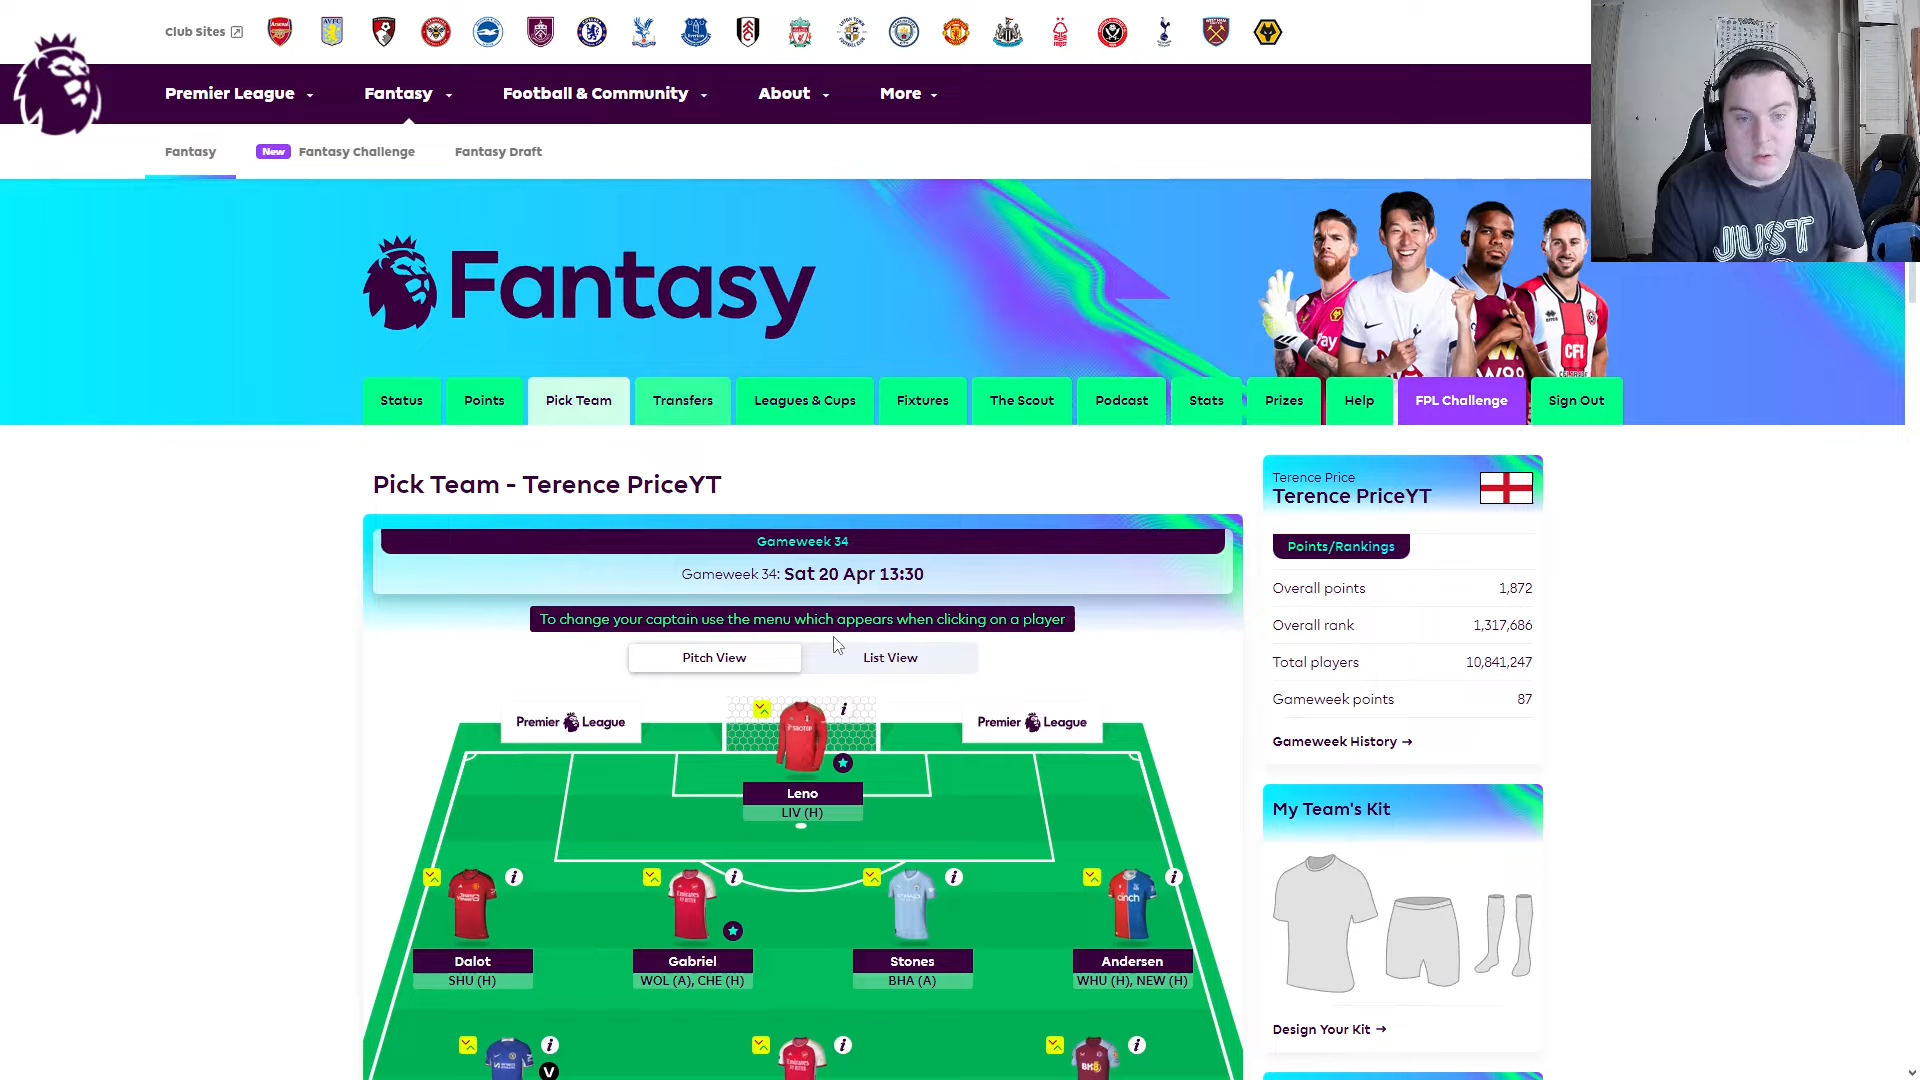 Club Sites
Premier League
Fantasy
Football & Community
About
More
Fantasy
New Fantasy Challenge
Fantasy Draft
JUST
Fantasy
Status
Points
Pick Team
Transfers
Leagues & Cups
Fixtures
The Scout
Podcast
Stats
Prizes
Help
FPL Challenge
Sign Out
Pick Team - Terence PriceYT
Gameweek 34
Gameweek 34: Sat 20 Apr 13:30
To change your captain use the menu which appears when clicking on a player
Pitch View
List View
Premier League
Premier League
Leno
LIV (H)
Dalot
SHU (H)
Gabriel
WOL (A), CHE (H)
Stones
BHA (A)
Andersen
WHU (H), NEW (H)
V
Terence Price
Terence PriceYT
Points/Rankings
Overall points 1,872
Overall rank 1,317,686
Total players 10,841,247
Gameweek points 87
Gameweek History →
My Team's Kit
Design Your Kit →